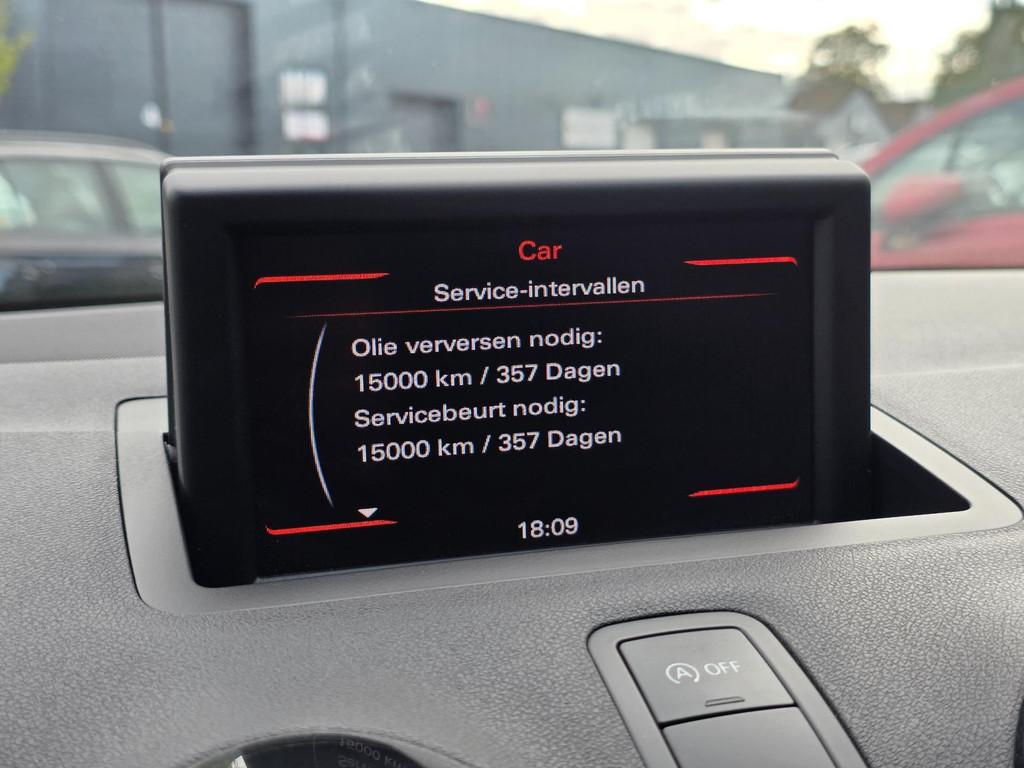 Car
Service-intervallen
Olie verversen nodig:
15000 km / 357 Dagen
Servicebeurt nodig:
15000 km / 357 Dagen
18:09
A OFF